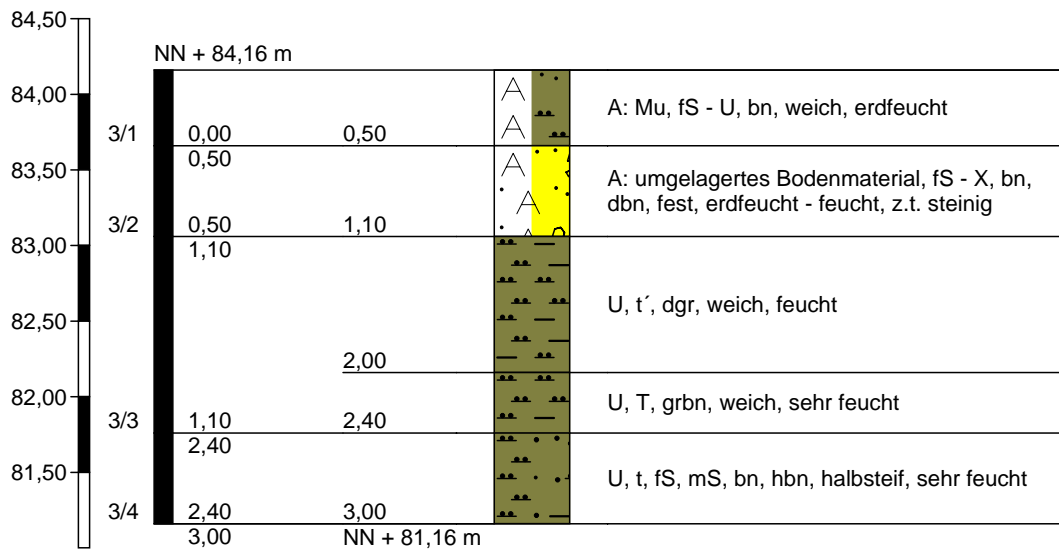 84,50
NN + 84,16 m
84,00
A: Mu, fS - U, bn, weich, erdfeucht
3/1 0,00 0,50
0,50
83,50
A: umgelagertes Bodenmaterial, fS - X, bn,
dbn, fest, erdfeucht - feucht, z.t. steinig
3/2 0,50 1,10
83,00
1,10
U, t´, dgr, weich, feucht
82,50
2,00
82,00
U, T, grbn, weich, sehr feucht
3/3 1,10 2,40
2,40
81,50
U, t, fS, mS, bn, hbn, halbsteif, sehr feucht
3/4 2,40 3,00
3,00 NN + 81,16 m
A
A
A
A